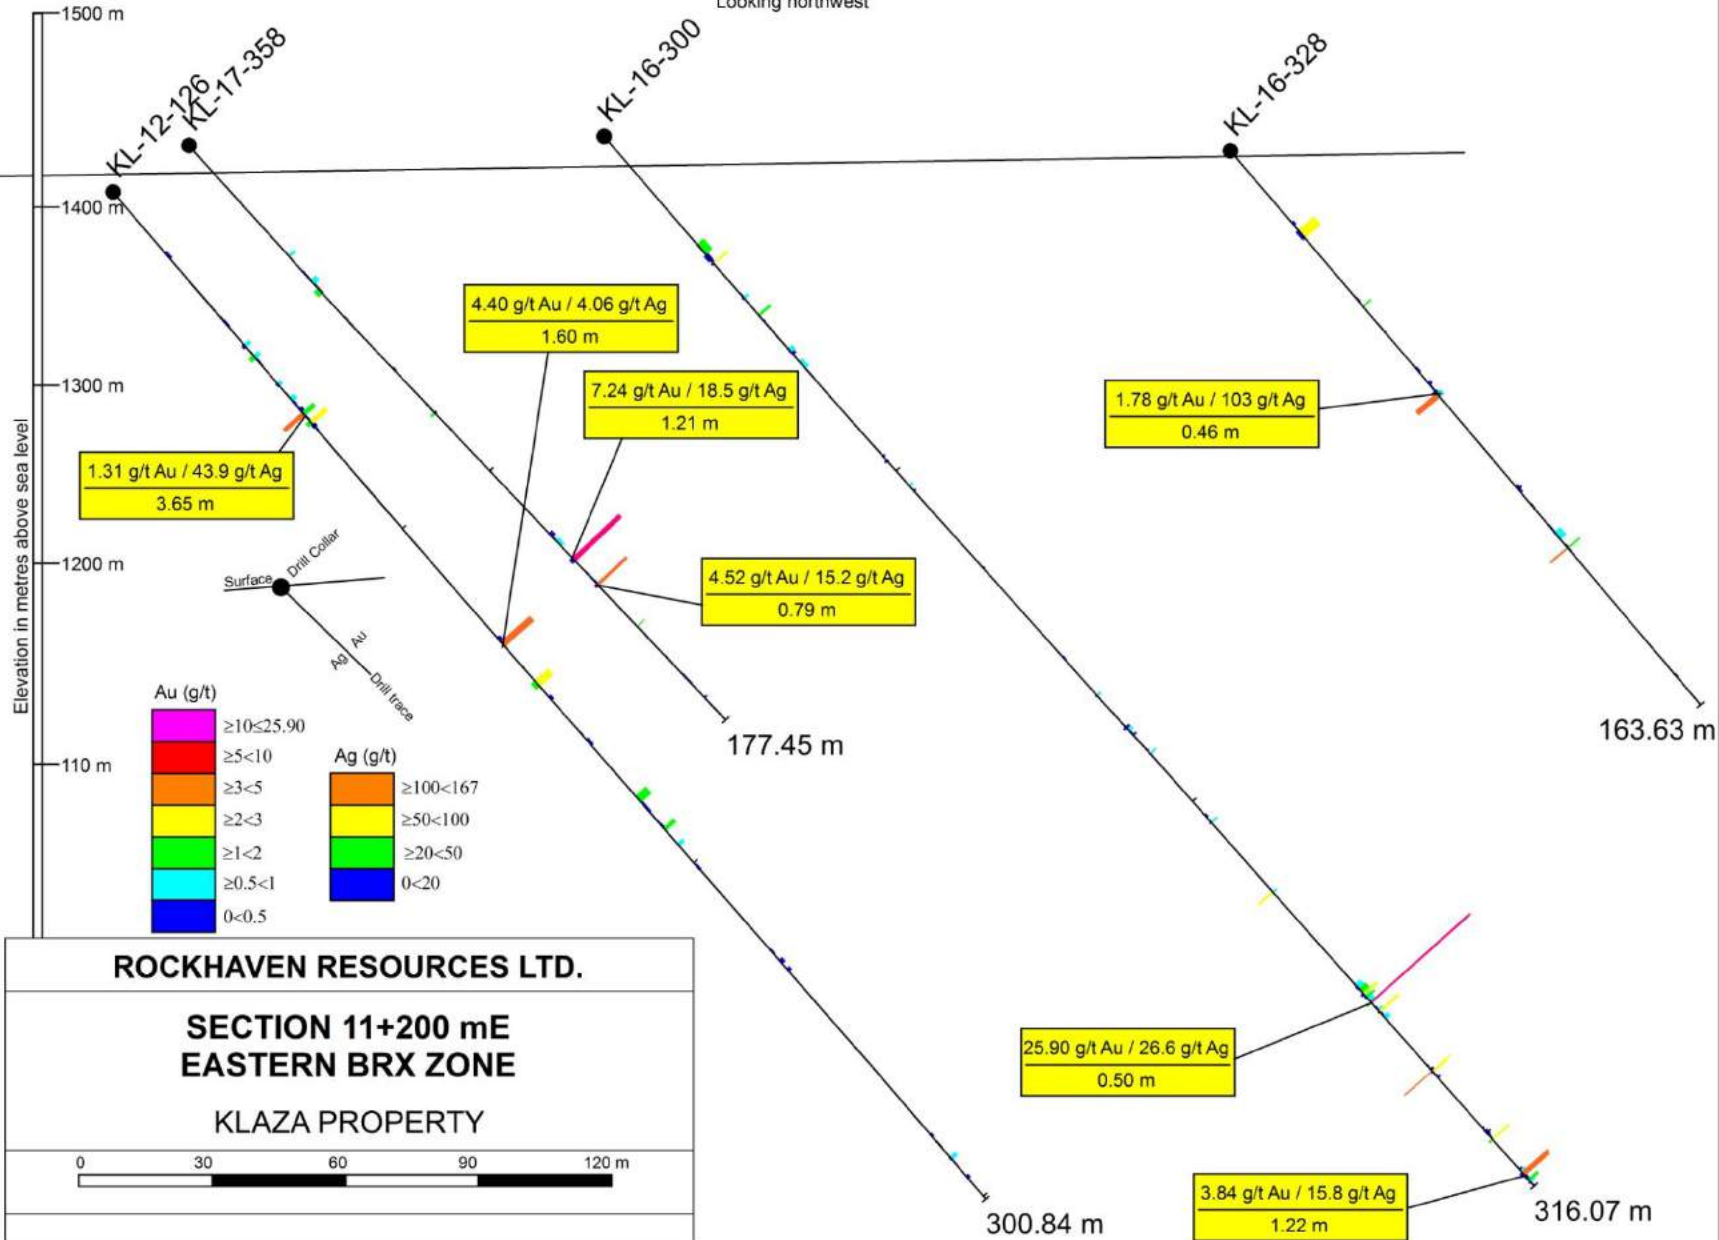 Looking northwest
1500 m
KL-12-126
KL-17-358
KL-16-300
KL-16-328
1400 m
1300 m
1200 m
110 m
Elevation in metres above sea level
4.40 g/t Au / 4.06 g/t Ag
1.60 m
7.24 g/t Au / 18.5 g/t Ag
1.21 m
1.78 g/t Au / 103 g/t Ag
0.46 m
1.31 g/t Au / 43.9 g/t Ag
3.65 m
4.52 g/t Au / 15.2 g/t Ag
0.79 m
Surface
Drill Collar
Au
Ag
Drill trace
177.45 m
163.63 m
Au (g/t)
≥10≤25.90
≥5<10
≥3<5
≥2<3
≥1<2
≥0.5<1
0<0.5
Ag (g/t)
≥100<167
≥50<100
≥20<50
0<20
ROCKHAVEN RESOURCES LTD.
SECTION 11+200 mE
EASTERN BRX ZONE
KLAZA PROPERTY
0 30 60 90 120 m
25.90 g/t Au / 26.6 g/t Ag
0.50 m
3.84 g/t Au / 15.8 g/t Ag
1.22 m
300.84 m
316.07 m